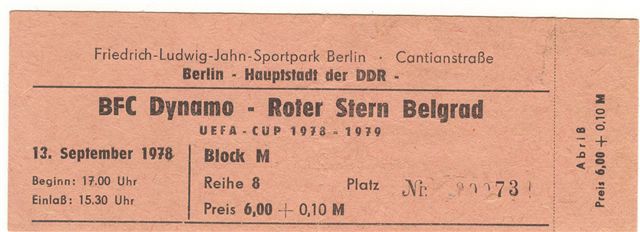 Friedrich-Ludwig-Jahn-Sportpark Berlin · Cantianstraße
Berlin - Hauptstadt der DDR -
BFC Dynamo - Roter Stern Belgrad
UEFA-CUP 1978 - 1979
13. September 1978
Beginn: 17.00 Uhr
Einlaß: 15.30 Uhr
Block M
Reihe 8 Platz Nr.
Preis 6,00 + 0,10 M
Abriß
Preis 6,00 + 0,10 M